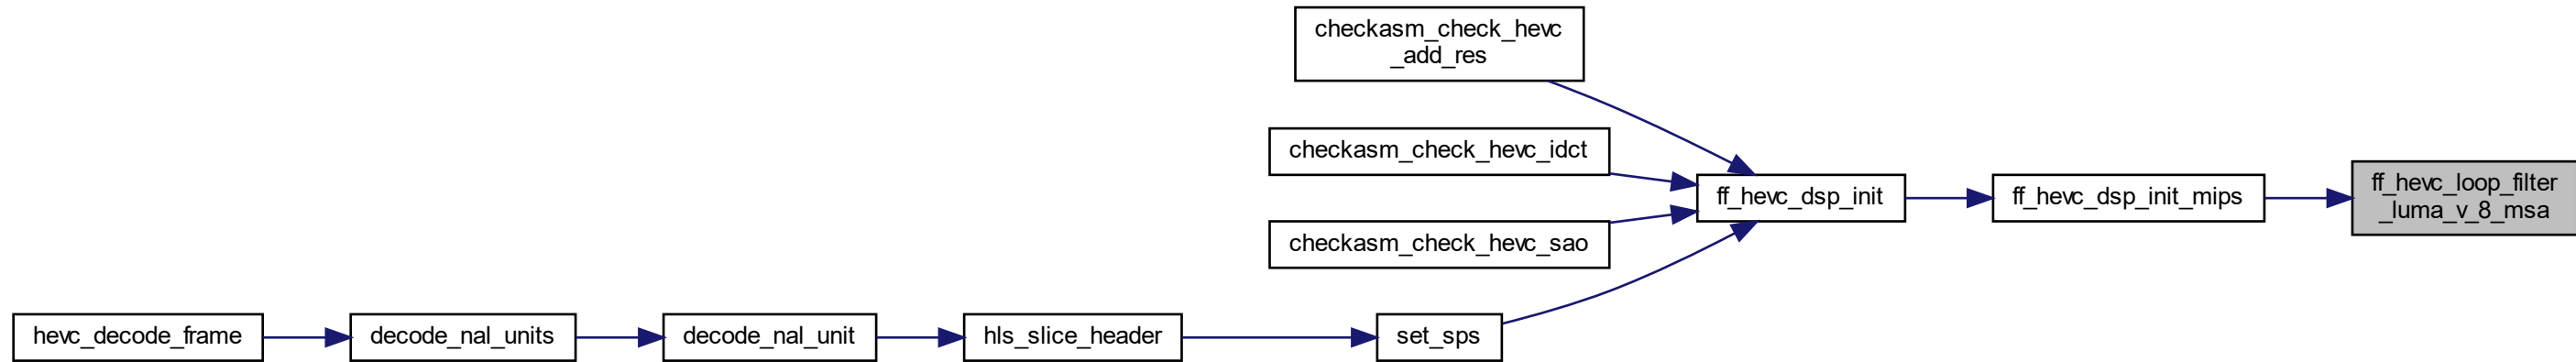 checkasm_check_hevc
_add_res
checkasm_check_hevc_idct
ff_hevc_loop_filter
_luma_v_8_msa
ff_hevc_dsp_init
ff_hevc_dsp_init_mips
checkasm_check_hevc_sao
hevc_decode_frame
decode_nal_units
decode_nal_unit
hls_slice_header
set_sps